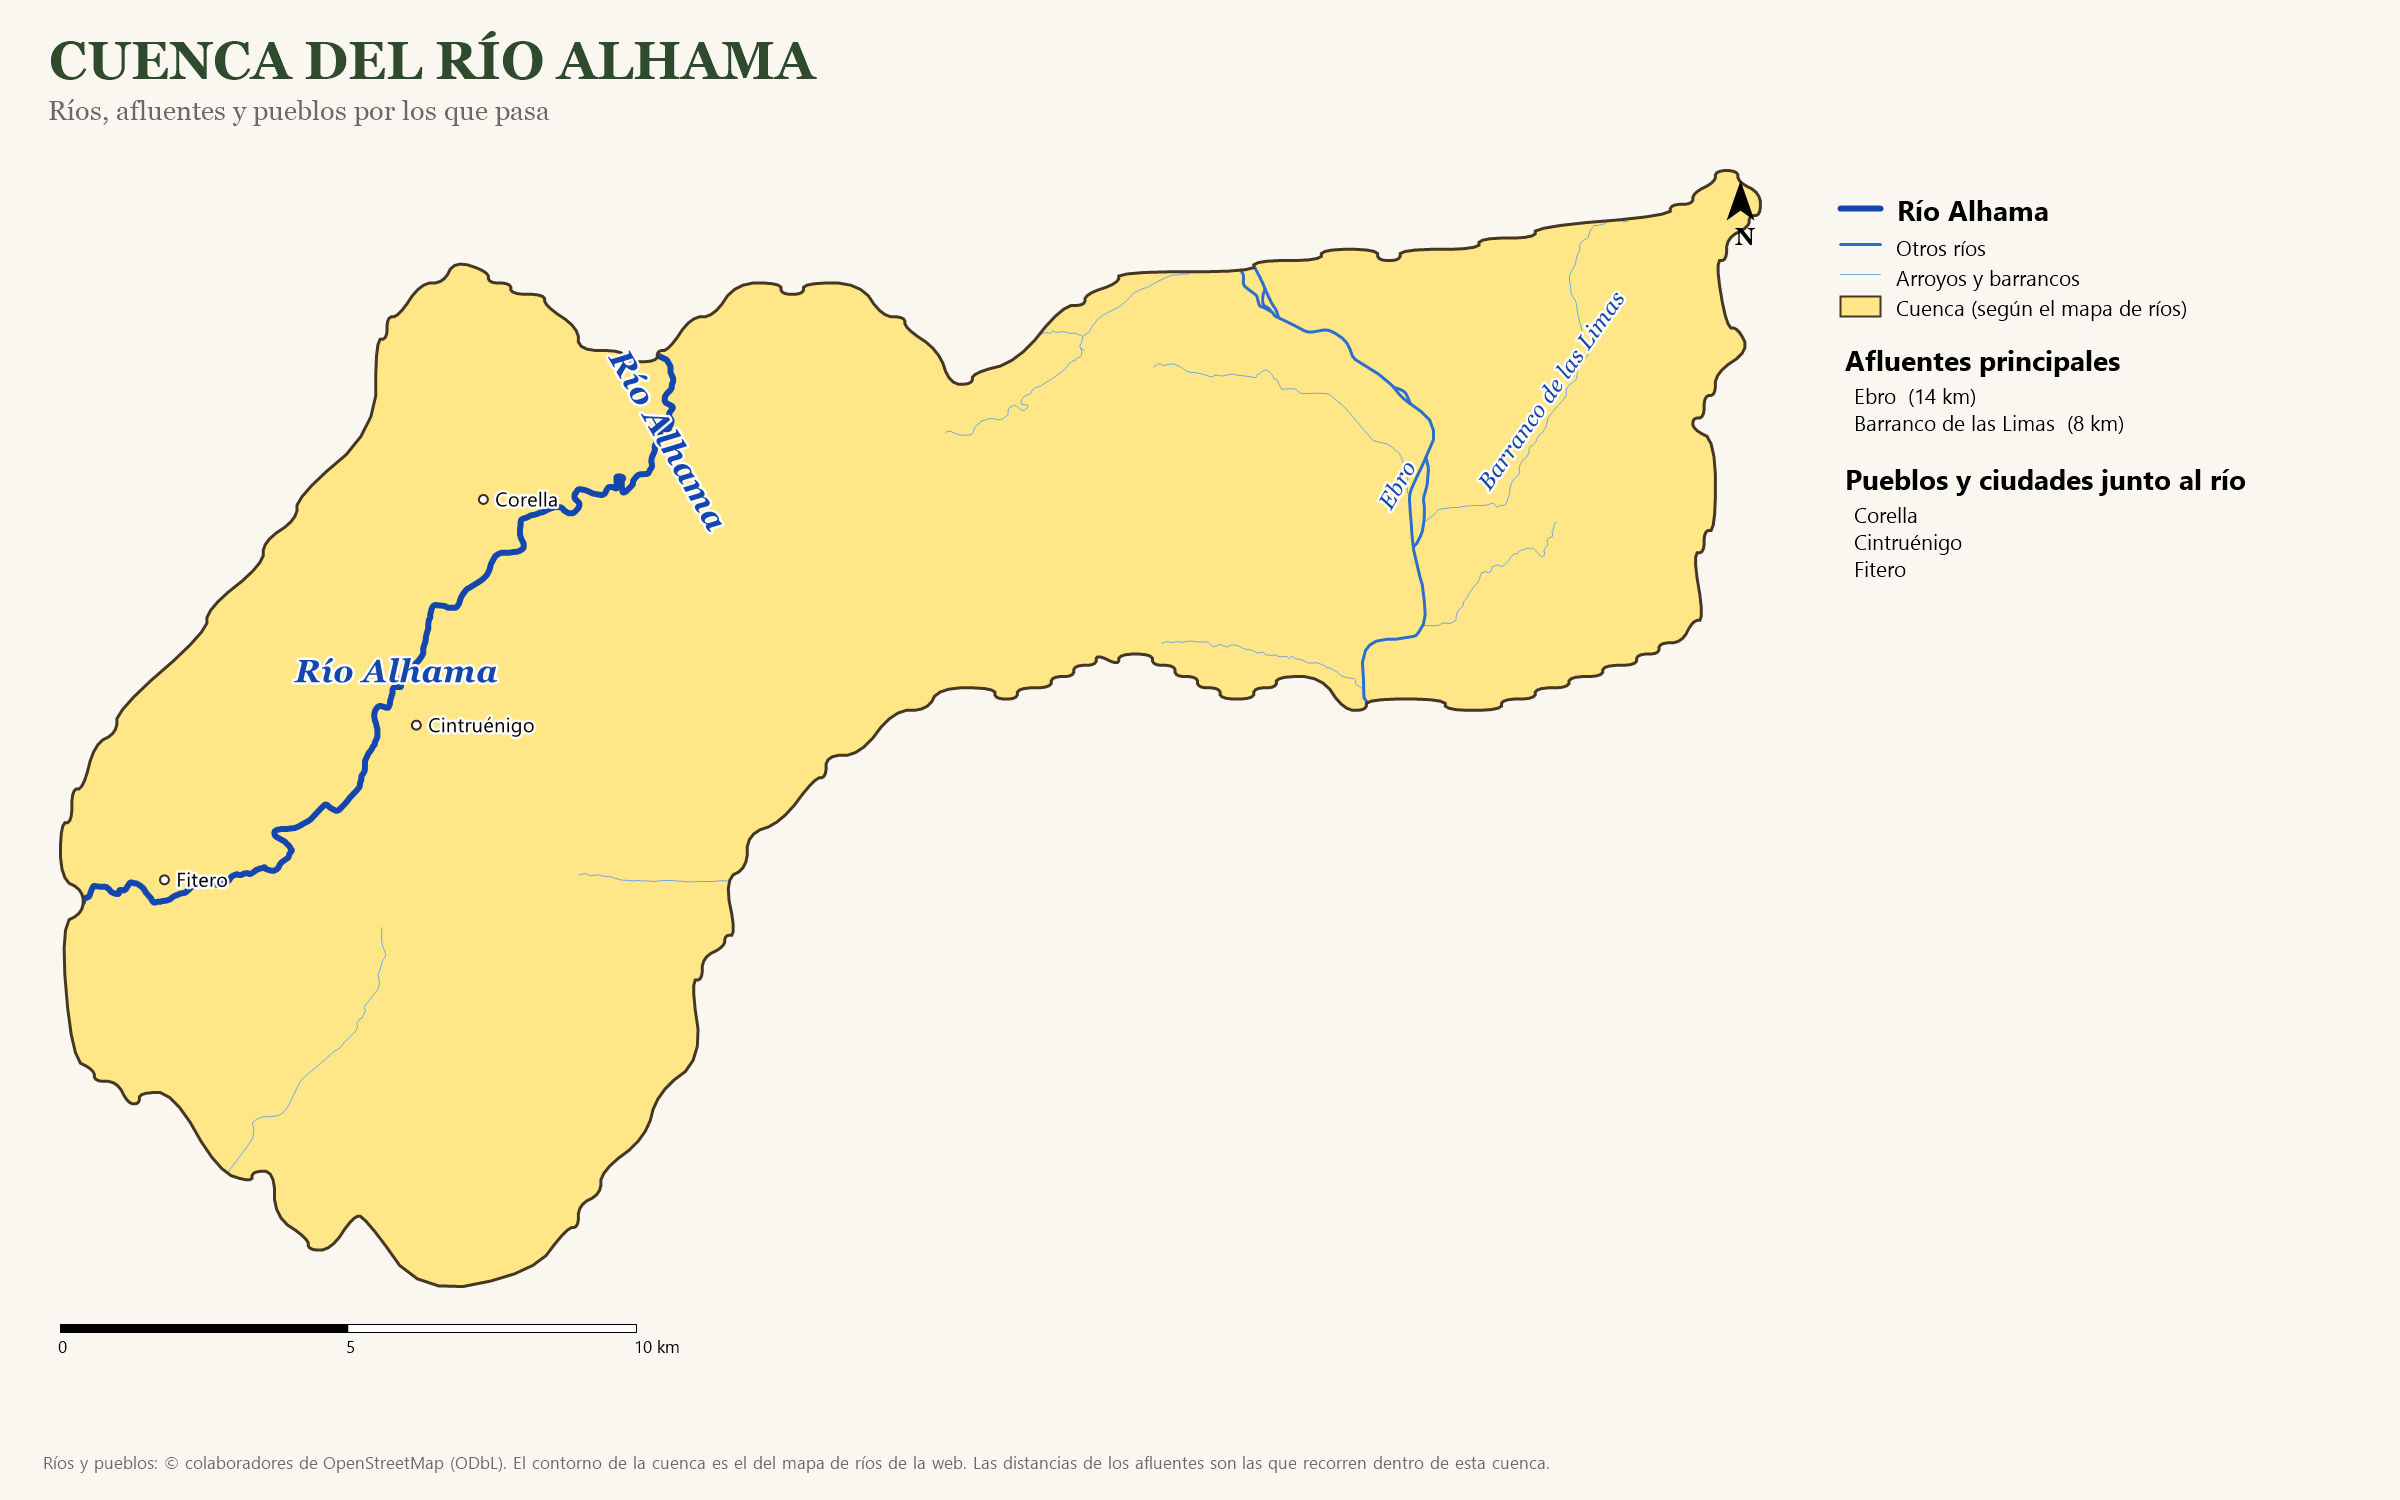 CUENCA DEL RÍO ALHAMA
Ríos, afluentes y pueblos por los que pasa
N
Río Alhama
Otros ríos
Arroyos y barrancos
Cuenca (según el mapa de ríos)
Afluentes principales
Ebro (14 km)
Barranco de las Limas (8 km)
Pueblos y ciudades junto al río
Corella
Cintruénigo
Fitero
Río Alhama
Barranco de las Limas
Ebro
Corella
Río Alhama
Cintruénigo
Fitero
0 5 10 km
Ríos y pueblos: © colaboradores de OpenStreetMap (ODbL). El contorno de la cuenca es el del mapa de ríos de la web. Las distancias de los afluentes son las que recorren dentro de esta cuenca.